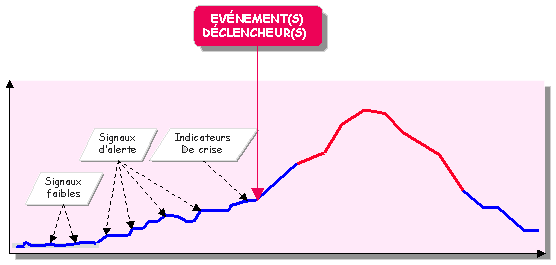 EVÉNEMENT(S)
DÉCLENCHEUR(S)
Signaux
d'alerte
Indicateurs
De crise
Signaux
faibles